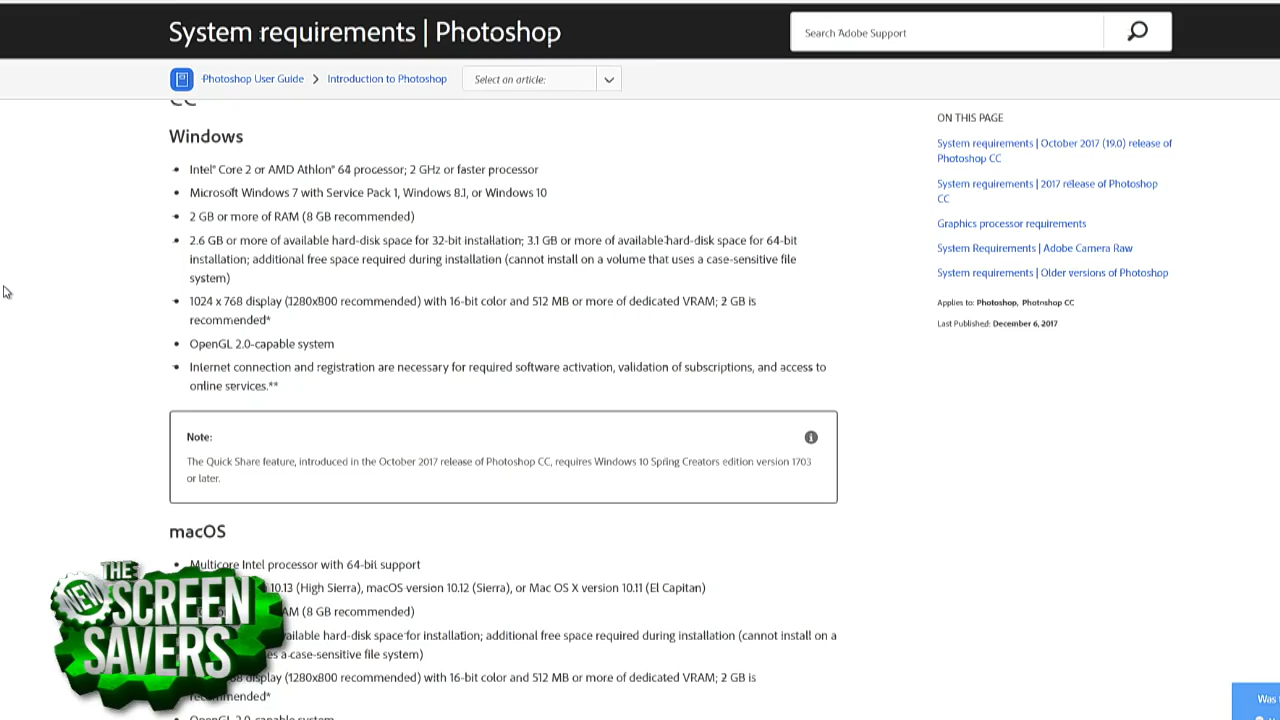 System requirements | Photoshop
Search Adobe Support
Photoshop User Guide
Introduction to Photoshop
Select an article:
CC
Windows
Intel® Core 2 or AMD Athlon® 64 processor; 2 GHz or faster processor
Microsoft Windows 7 with Service Pack 1, Windows 8.1, or Windows 10
2 GB or more of RAM (8 GB recommended)
2.6 GB or more of available hard-disk space for 32-bit installation; 3.1 GB or more of available hard-disk space for 64-bit
installation; additional free space required during installation (cannot install on a volume that uses a case-sensitive file
system)
1024 x 768 display (1280x800 recommended) with 16-bit color and 512 MB or more of dedicated VRAM; 2 GB is
recommended*
OpenGL 2.0-capable system
Internet connection and registration are necessary for required software activation, validation of subscriptions, and access to
online services.**
Note:
The Quick Share feature, introduced in the October 2017 release of Photoshop CC, requires Windows 10 Spring Creators edition version 1703
or later.
macOS
Multicore Intel processor with 64-bit support
10.13 (High Sierra), macOS version 10.12 (Sierra), or Mac OS X version 10.11 (El Capitan)
RAM (8 GB recommended)
available hard-disk space for installation; additional free space required during installation (cannot install on a
a case-sensitive file system)
display (1280x800 recommended) with 16-bit color and 512 MB or more of dedicated VRAM; 2 GB is
recommended*
OpenGL 2.0-capable system
ON THIS PAGE
System requirements | October 2017 (19.0) release of
Photoshop CC
System requirements | 2017 release of Photoshop
CC
Graphics processor requirements
System Requirements | Adobe Camera Raw
System requirements | Older versions of Photoshop
Applies to: Photoshop, Photoshop CC
Last Published: December 6, 2017
THE
NEW
SCREEN
SAVERS
Was